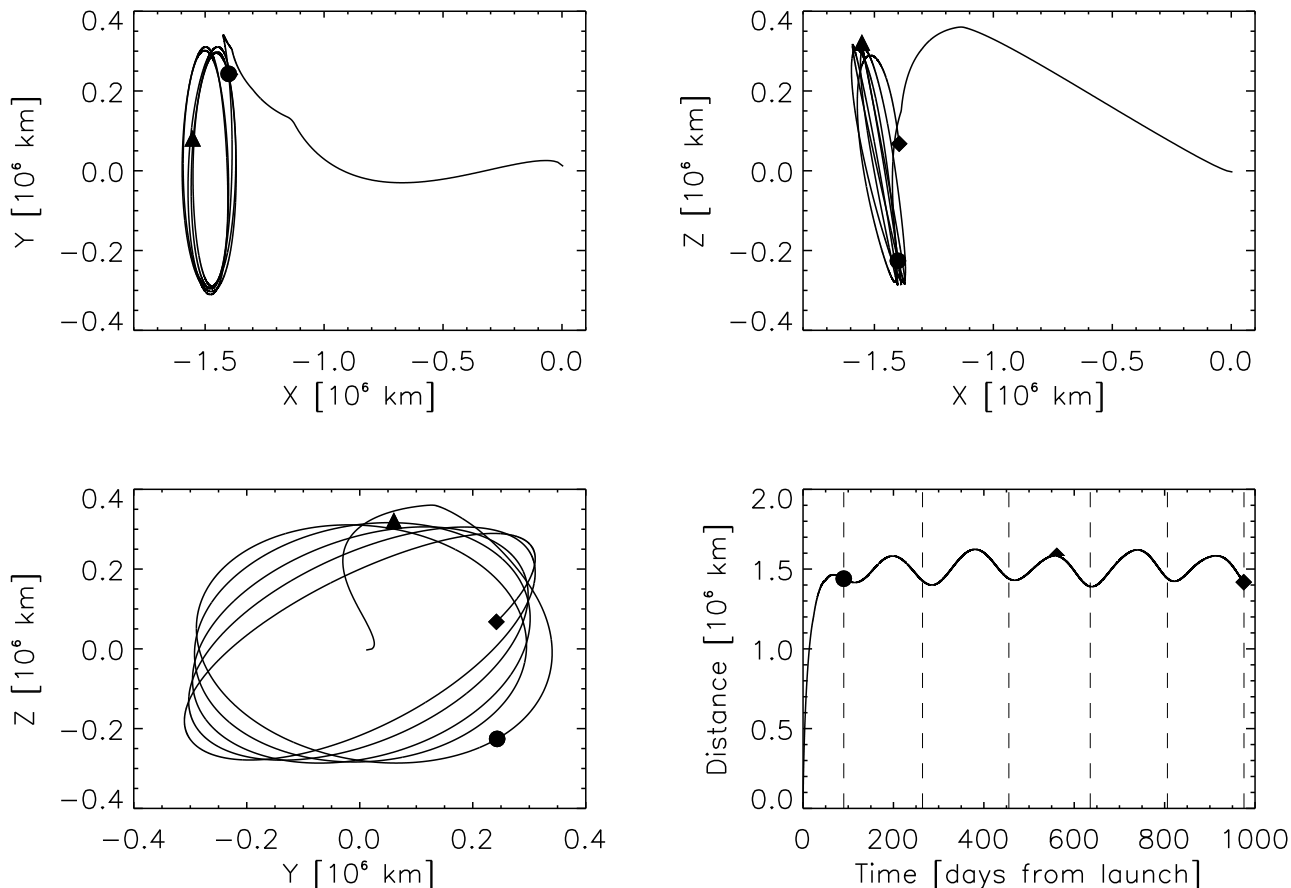 0.4
0.2
0.0
−0.2
−0.4
Y [10⁶ km]
−1.5 −1.0 −0.5 0.0
X [10⁶ km]
0.4
0.2
0.0
−0.2
−0.4
Z [10⁶ km]
−1.5 −1.0 −0.5 0.0
X [10⁶ km]
0.4
0.2
0.0
−0.2
−0.4
Z [10⁶ km]
−0.4 −0.2 0.0 0.2 0.4
Y [10⁶ km]
2.0
1.5
1.0
0.5
0.0
Distance [10⁶ km]
0 200 400 600 800 1000
Time [days from launch]